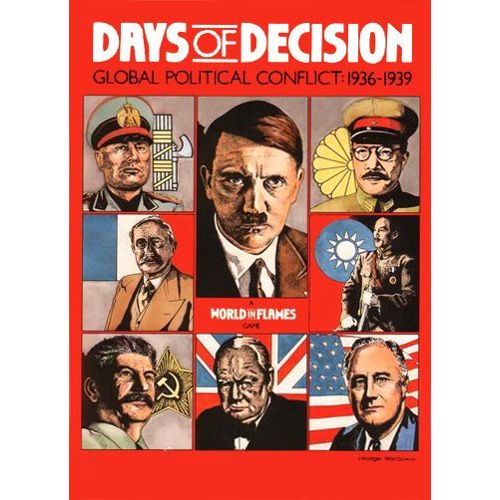 DAYS OF DECISION
GLOBAL POLITICAL CONFLICT: 1936-1939
A
WORLD IN FLAMES
GAME